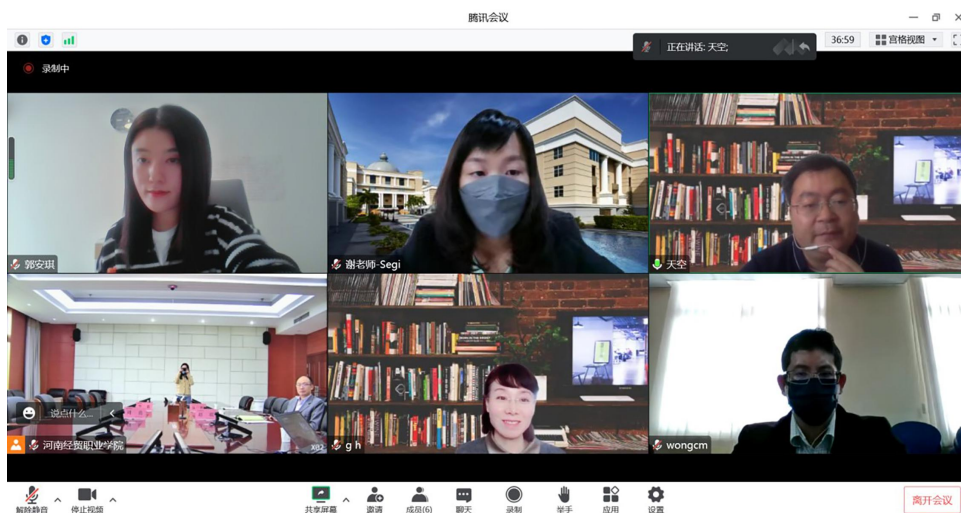 腾讯会议
正在讲话: 天空;
36:59
宫格视图
录制中
郭安琪
谢老师-Segi
天空
说点什么...
河南经贸职业学院
g h
wongcm
解除静音
停止视频
共享屏幕
邀请
成员(6)
聊天
录制
举手
应用
设置
离开会议